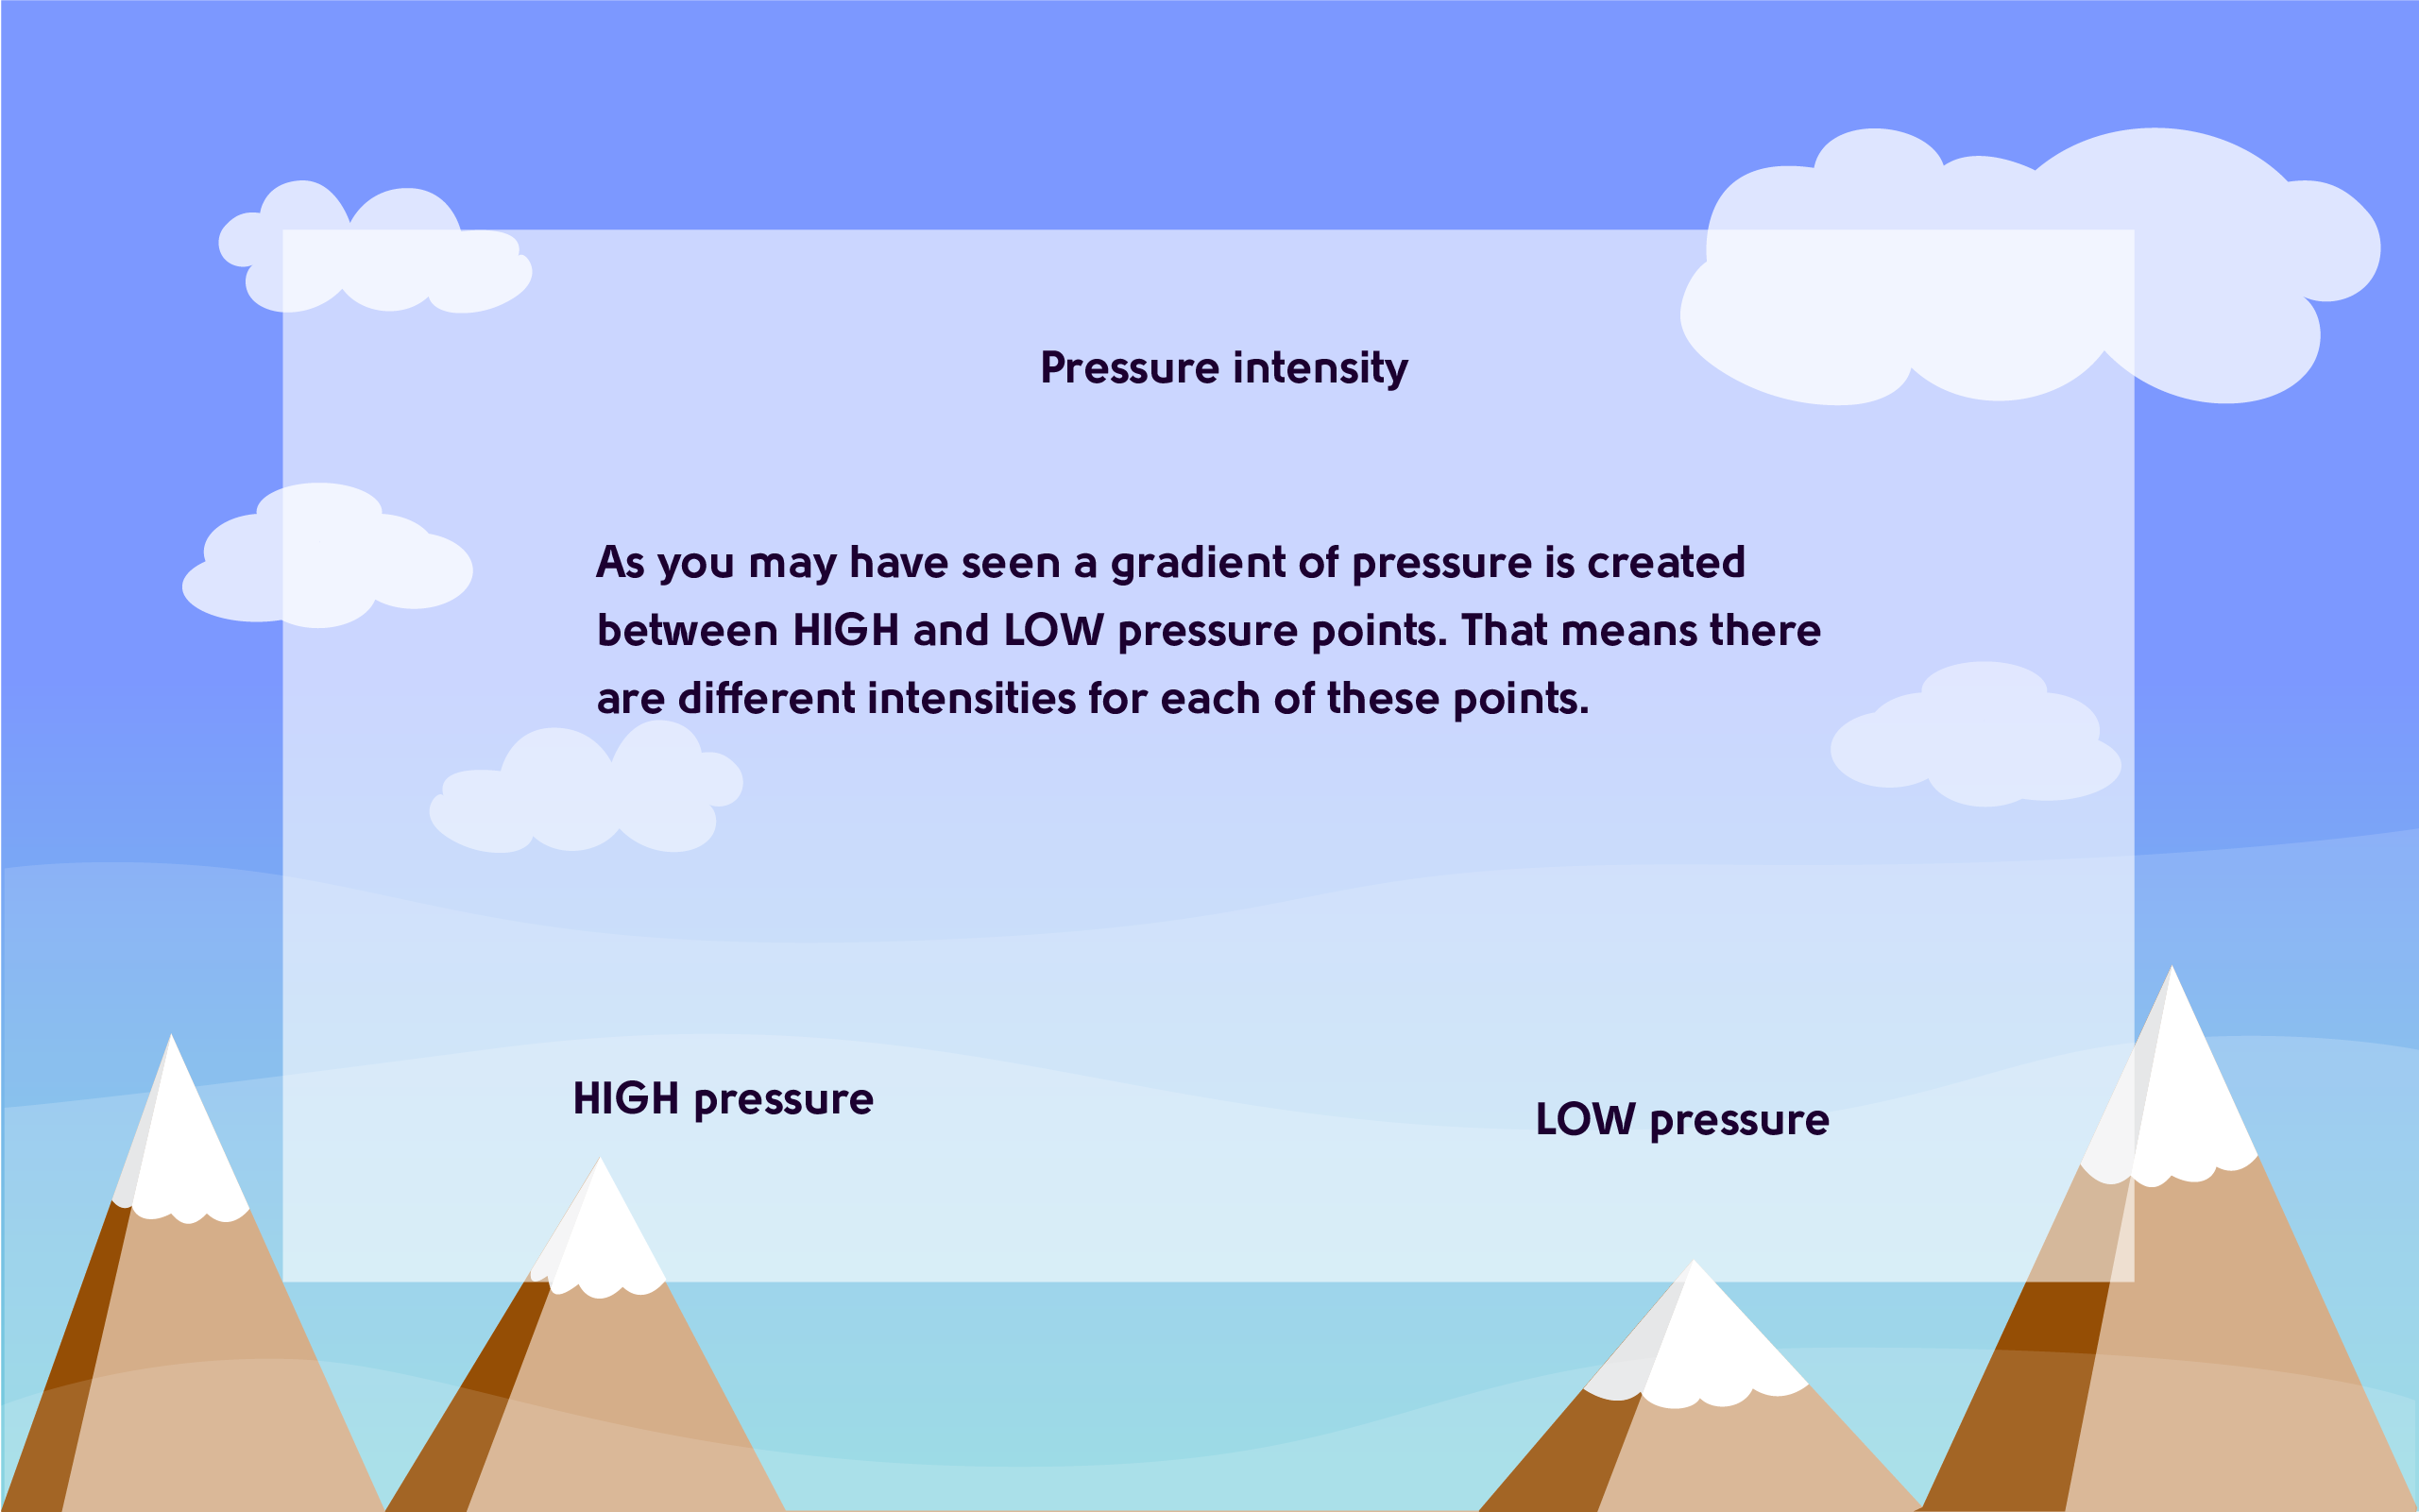 Pressure intensity
As you may have seen a gradient of pressure is created
between HIGH and LOW pressure points. That means there
are different intensities for each of these points.
HIGH pressure
LOW pressure